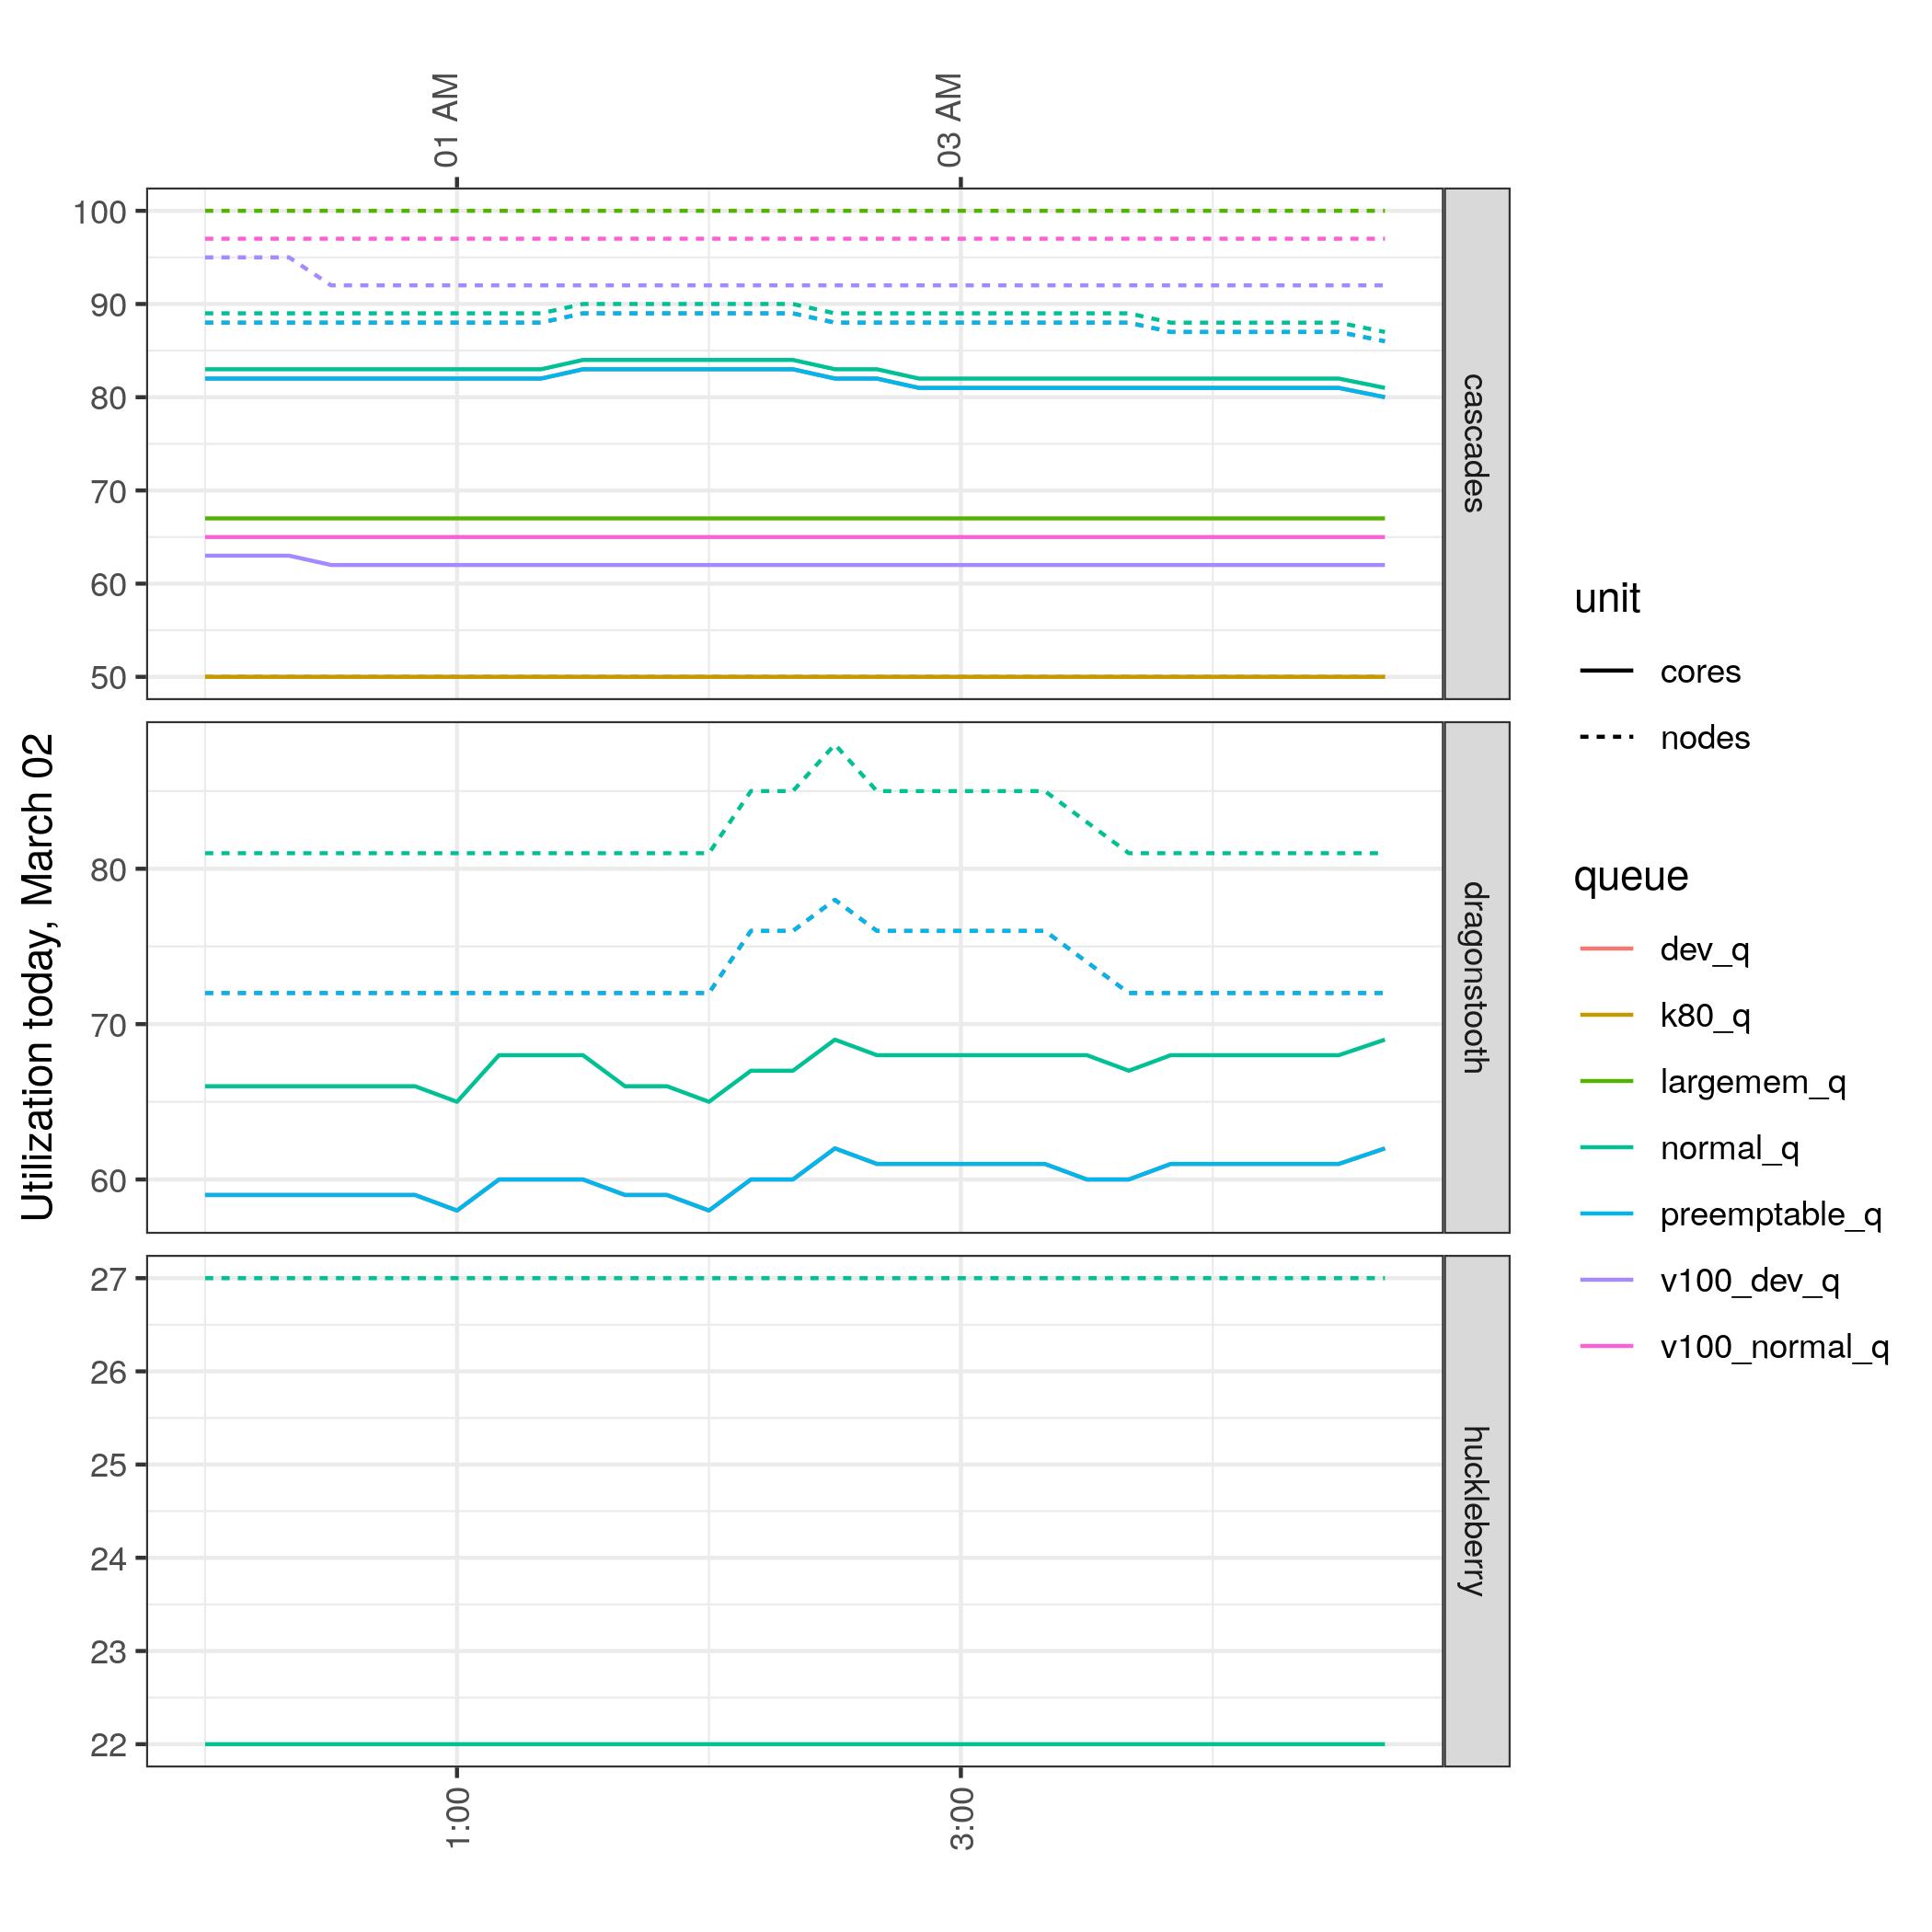 01 AM
03 AM
100
90
80
70
60
50
cascades
80
70
60
dragonstooth
27
26
25
24
23
22
huckleberry
1:00
3:00
Utilization today, March 02
unit
cores
nodes
queue
dev_q
k80_q
largemem_q
normal_q
preemptable_q
v100_dev_q
v100_normal_q